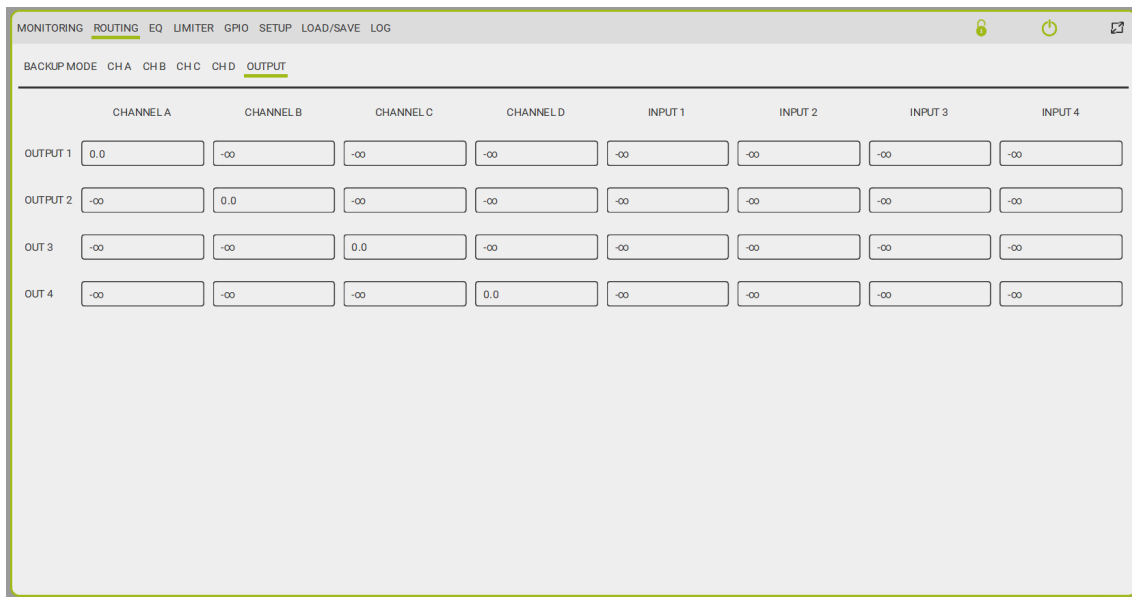 MONITORING ROUTING EQ LIMITER GPIO SETUP LOAD/SAVE LOG
BACKUP MODE CH A CH B CH C CH D OUTPUT
CHANNEL A CHANNEL B CHANNEL C CHANNEL D INPUT 1 INPUT 2 INPUT 3 INPUT 4
OUTPUT 1 0.0 -∞ -∞ -∞ -∞ -∞ -∞ -∞
OUTPUT 2 -∞ 0.0 -∞ -∞ -∞ -∞ -∞ -∞
OUT 3 -∞ -∞ 0.0 -∞ -∞ -∞ -∞ -∞
OUT 4 -∞ -∞ -∞ 0.0 -∞ -∞ -∞ -∞